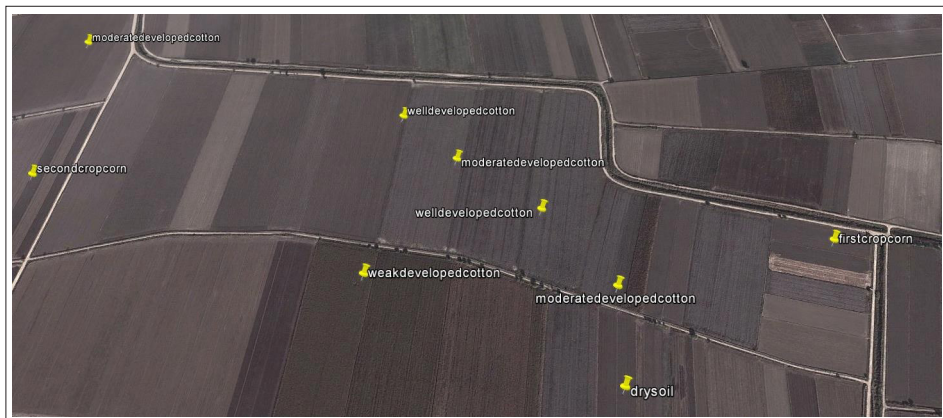 moderatedevelopedcotton
welldevelopedcotton
moderatedevelopedcotton
secondcropcorn
welldevelopedcotton
firstcropcorn
weakdevelopedcotton
moderatedevelopedcotton
drysoil